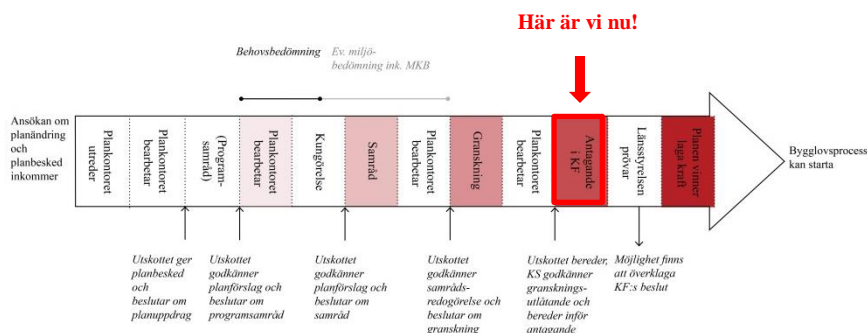 Här är vi nu!
Behovsbedömning
Ev. miljö-
bedömning ink. MKB
Ansökan om
planändring
och
planbesked
inkommer
Plankontoret
utreder
Plankontoret
bearbetar
(Program-
samråd)
Plankontoret
bearbetar
Kungörelse
Samråd
Plankontoret
bearbetar
Granskning
Plankontoret
bearbetar
Antagande
i KF
Länsstyrelsen
prövar
Planen vinner
laga kraft
Bygglovsprocess
kan starta
Utskottet ger
planbesked
och
beslutar om
planuppdrag
Utskottet
godkänner
planförslag och
beslutar om
programsamråd
Utskottet
godkänner
planförslag och
beslutar om
samråd
Utskottet
godkänner
samråds-
redogörelse och
beslutar om
granskning
Utskottet bereder,
KS godkänner
gransknings-
utlåtande och
bereder inför
antagande
Möjlighet finns
att överklaga
KF:s beslut